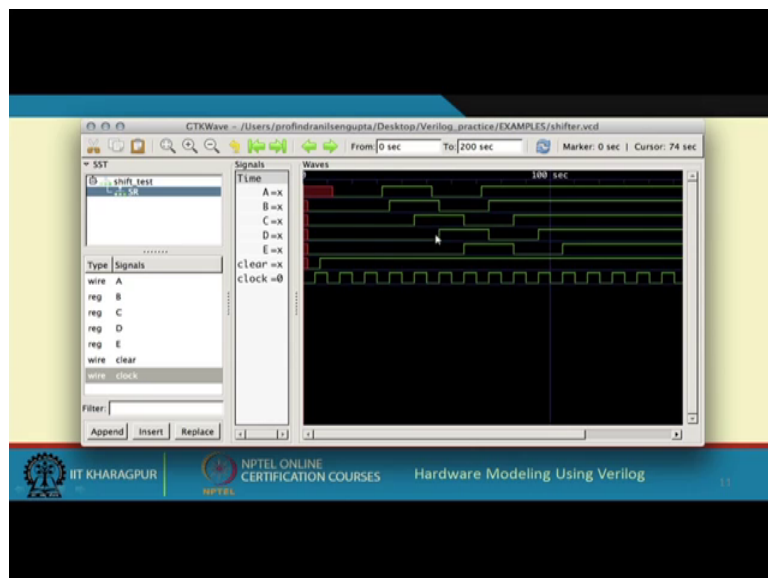 GTKWave - /Users/profindranilsengupta/Desktop/Verilog_practice/EXAMPLES/shifter.vcd
From: 0 sec To: 200 sec Marker: 0 sec | Cursor: 74 sec
SST
shift_test
SR
Type Signals
wire A
reg B
reg C
reg D
reg E
wire clear
wire clock
Filter:
Append Insert Replace
Signals
Time
A=x
B=x
C=x
D=x
E=x
clear=x
clock=0
Waves
100 sec
IIT KHARAGPUR
NPTEL
NPTEL ONLINE
CERTIFICATION COURSES
Hardware Modeling Using Verilog
11